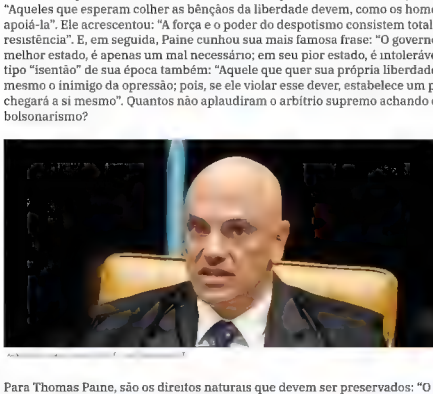 "Aqueles que esperam colher as bênçãos da liberdade devem, como os home
apoiá-la". Ele acrescentou: "A força e o poder do despotismo consistem total
resistência". E, em seguida, Paine cunhou sua mais famosa frase: "O governo
melhor estado, é apenas um mal necessário; em seu pior estado, é intoleráve
tipo "isentão" de sua época também: "Aquele que quer sua própria liberdade
mesmo o inimigo da opressão; pois, se ele violar esse dever, estabelece um p
chegará a si mesmo". Quantos não aplaudiram o arbítrio supremo achando
bolsonarismo?
Para Thomas Paine, são os direitos naturais que devem ser preservados: "O